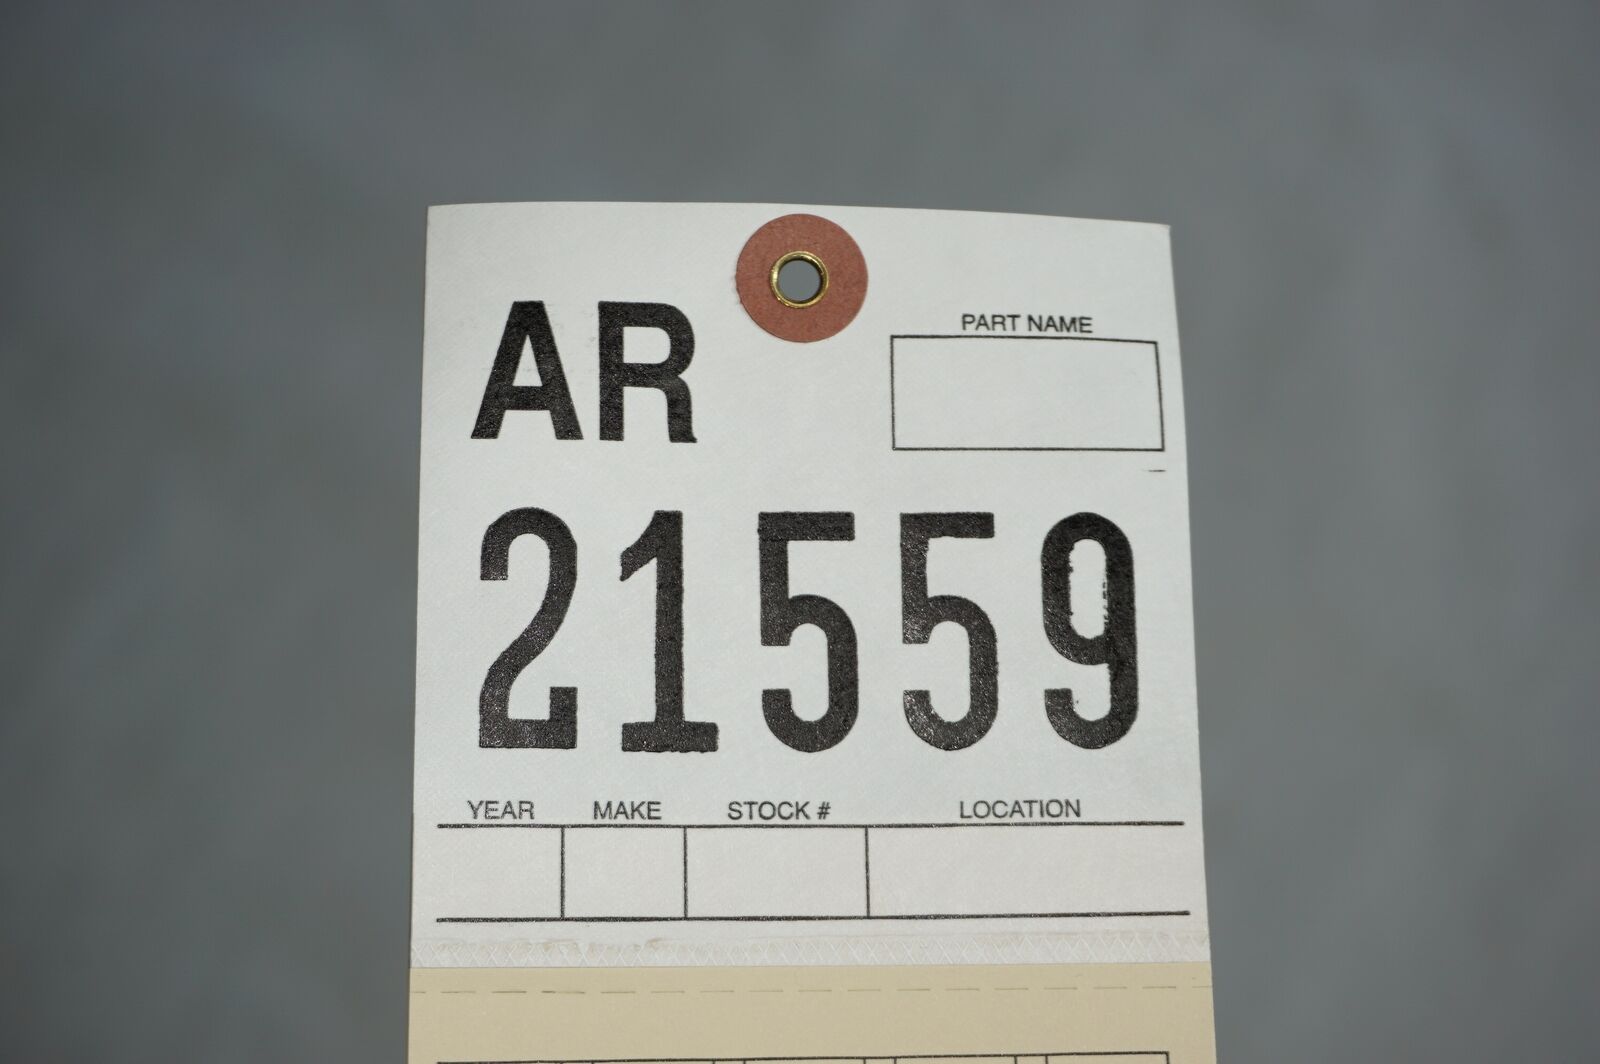 AR
PART NAME
21559
YEAR MAKE STOCK # LOCATION